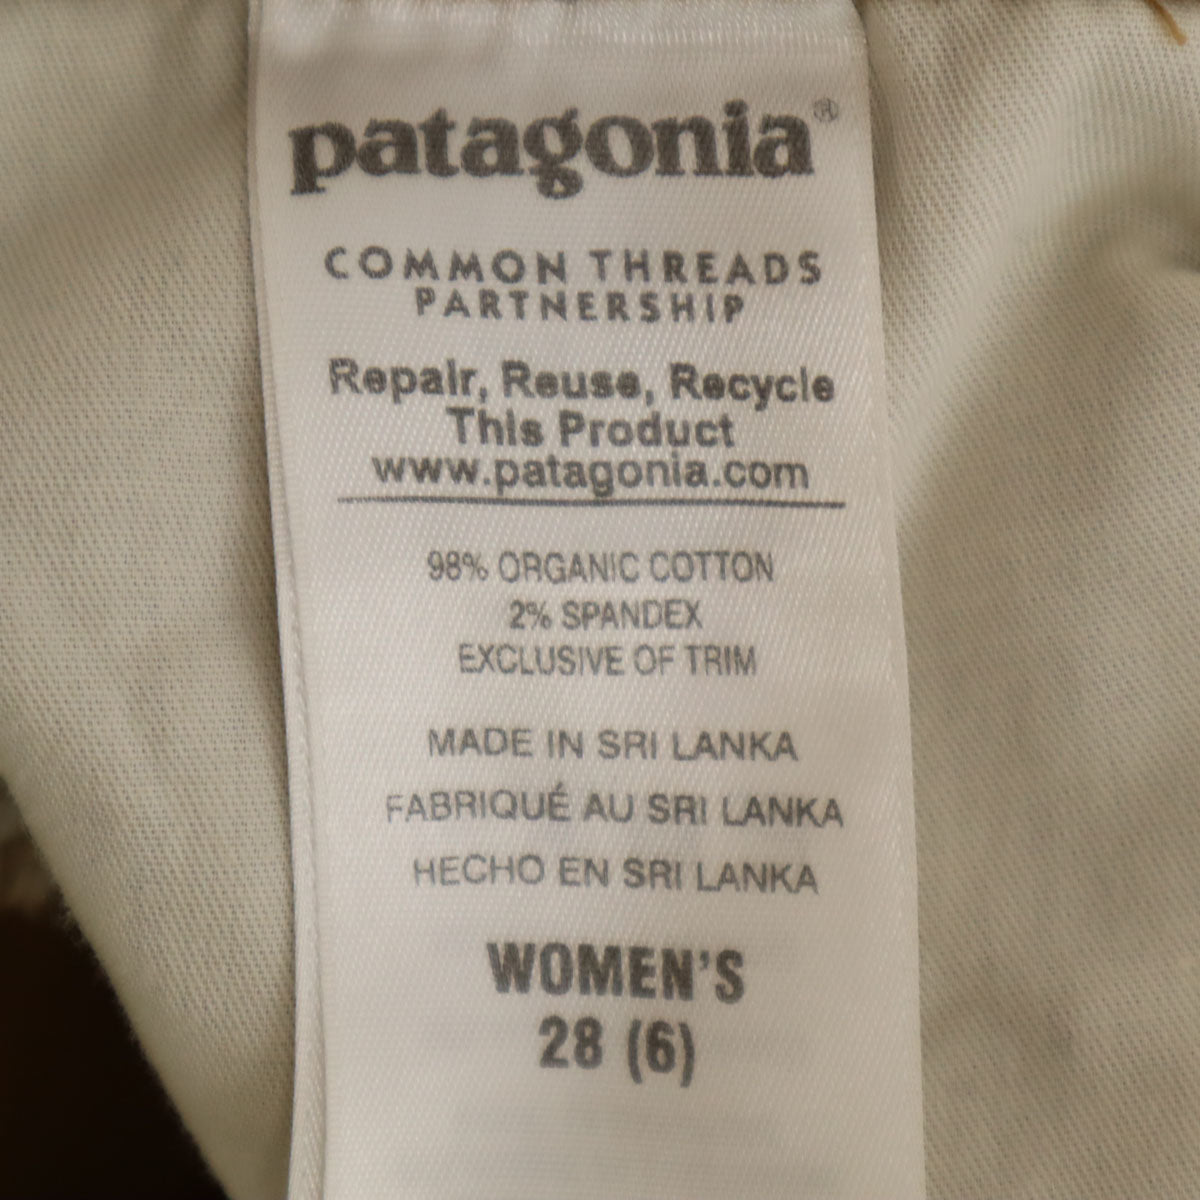 patagonia®
COMMON THREADS
PARTNERSHIP
Repair, Reuse, Recycle
This Product
www.patagonia.com
98% ORGANIC COTTON
2% SPANDEX
EXCLUSIVE OF TRIM
MADE IN SRI LANKA
FABRIQUÉ AU SRI LANKA
HECHO EN SRI LANKA
WOMEN'S
28 (6)